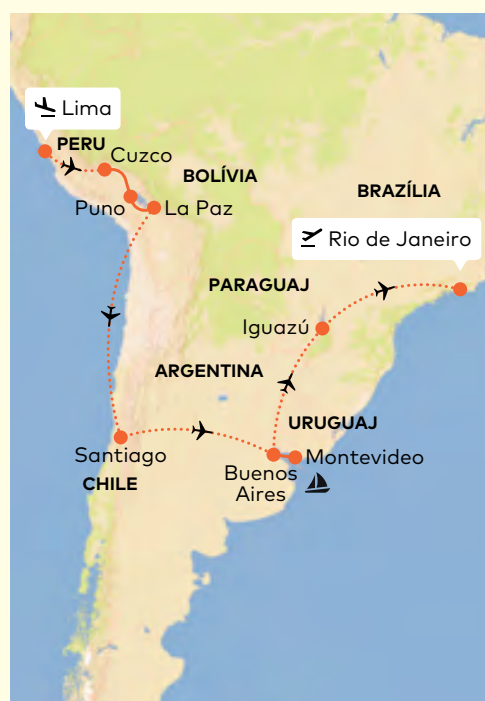 Lima
PERU
Cuzco
BOLÍVIA
BRAZÍLIA
Puno
La Paz
Rio de Janeiro
PARAGUAJ
Iguazú
ARGENTINA
URUGUAJ
Santiago
Buenos
Aires
Montevideo
CHILE